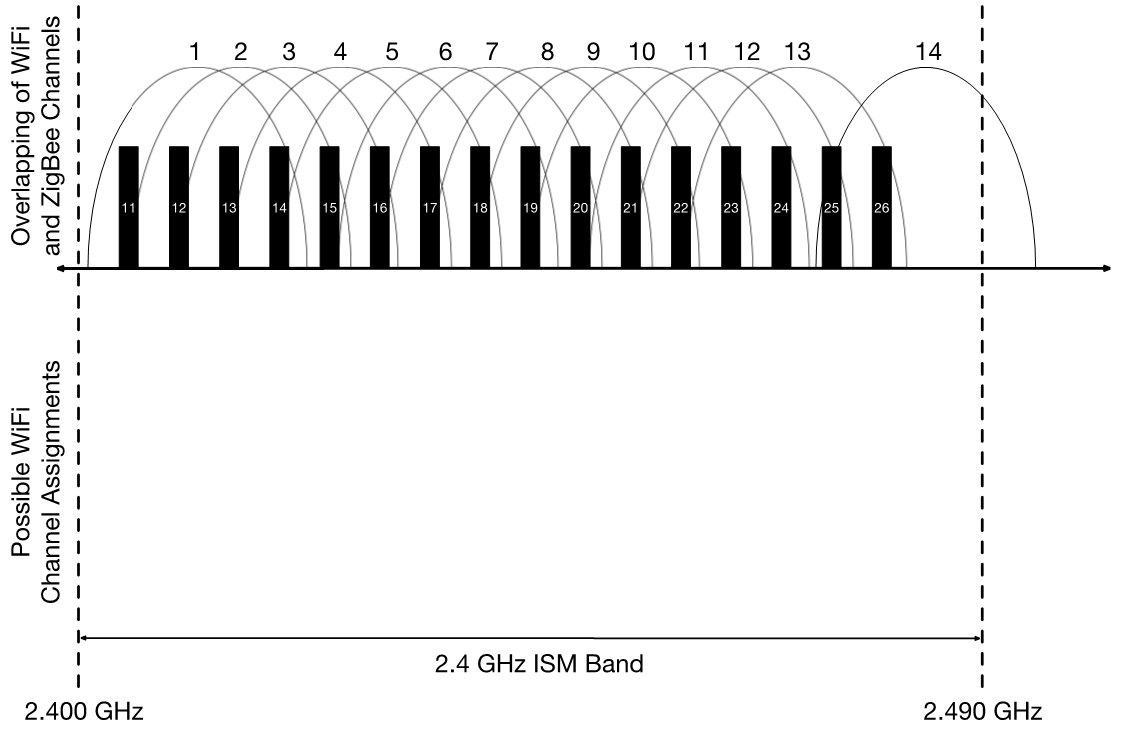 Overlapping of WiFi
and ZigBee Channels
1 2 3 4 5 6 7 8 9 10 11 12 13 14
11 12 13 14 15 16 17 18 19 20 21 22 23 24 25 26
Possible WiFi
Channel Assignments
2.4 GHz ISM Band
2.400 GHz 2.490 GHz